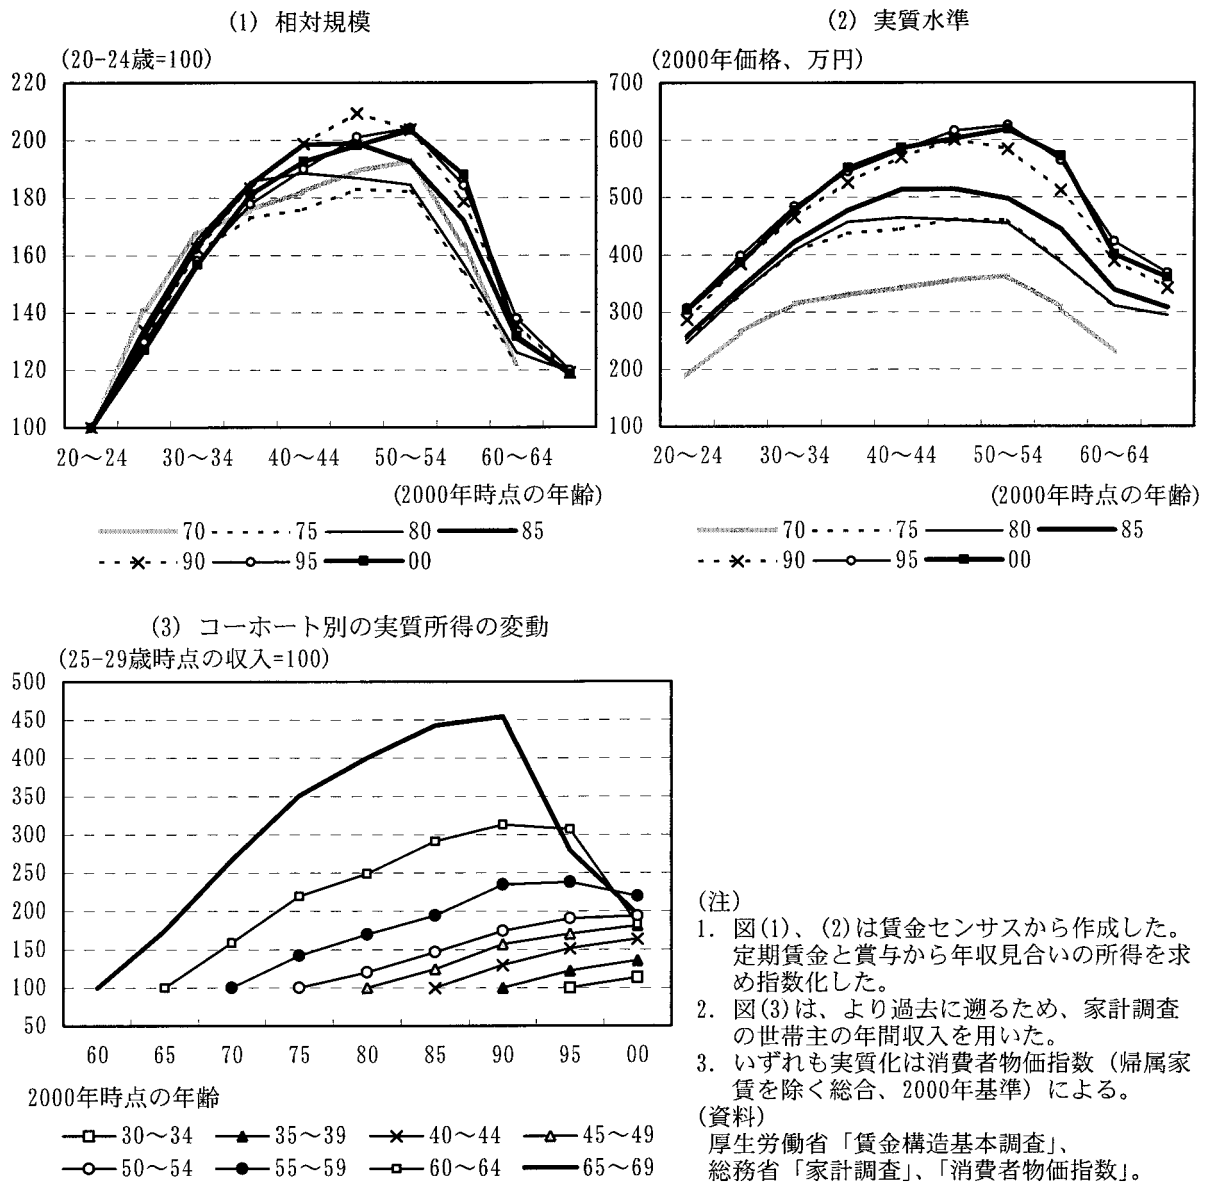 (1) 相対規模
(20-24歳=100)
220
200
180
160
140
120
100
20～24 30～34 40～44 50～54 60～64
(2000年時点の年齢)
70 75 80 85
90 95 00
(2) 実質水準
(2000年価格、万円)
700
600
500
400
300
200
100
20～24 30～34 40～44 50～54 60～64
(2000年時点の年齢)
70 75 80 85
90 95 00
(3) コーホート別の実質所得の変動
(25-29歳時点の収入=100)
500
450
400
350
300
250
200
150
100
50
60 65 70 75 80 85 90 95 00
2000年時点の年齢
30～34 35～39 40～44 45～49
50～54 55～59 60～64 65～69
(注)
1. 図(1)、(2)は賃金センサスから作成した。
定期賃金と賞与から年収見合いの所得を求
め指数化した。
2. 図(3)は、より過去に遡るため、家計調査
の世帯主の年間収入を用いた。
3. いずれも実質化は消費者物価指数（帰属家
賃を除く総合、2000年基準）による。
(資料)
厚生労働省「賃金構造基本調査」、
総務省「家計調査」、「消費者物価指数」。